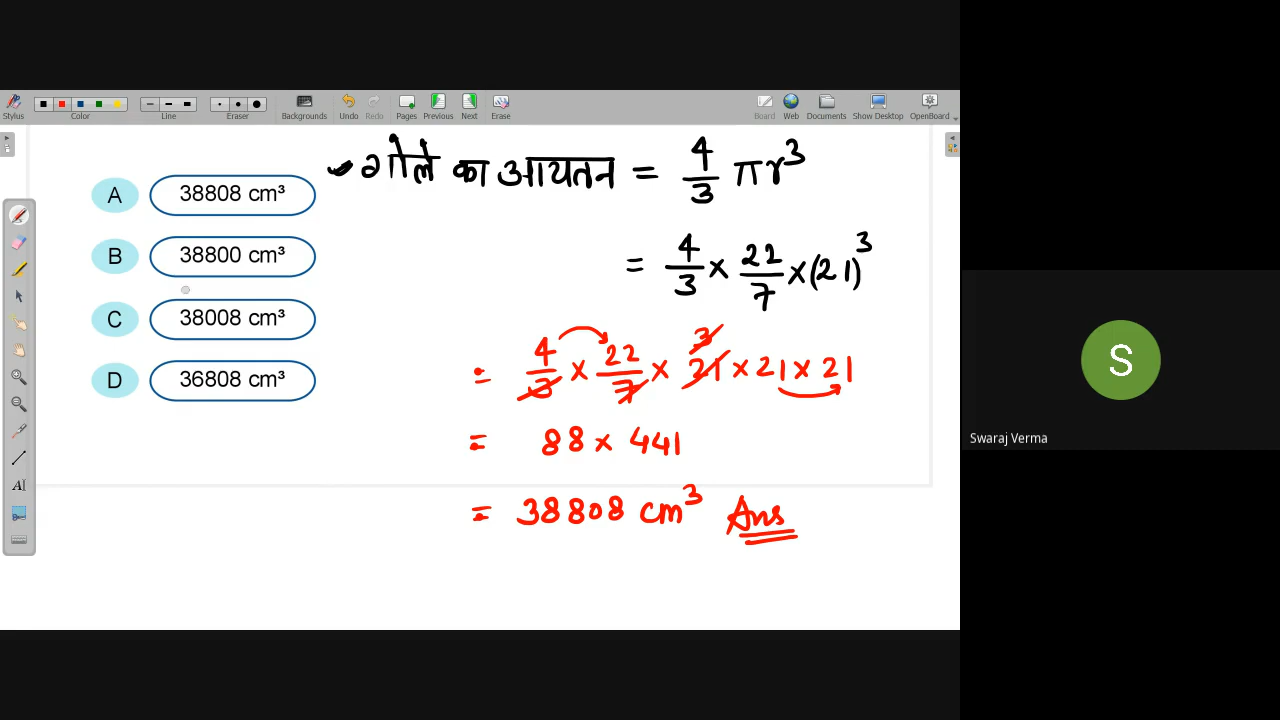 Stylus
Color
Line
Eraser
Backgrounds
Undo
Redo
Pages
Previous
Next
Erase
Board
Web
Documents
Show Desktop
OpenBoard
A 38808 cm³
B 38800 cm³
C 38008 cm³
D 36808 cm³
गोले का आयतन = 4/3 πr³
= 4/3 × 22/7 × (21)³
= 4/3 × 22/7 × 21 × 21 × 21
3
= 88 × 441
= 38808 cm³ Ans
S
Swaraj Verma